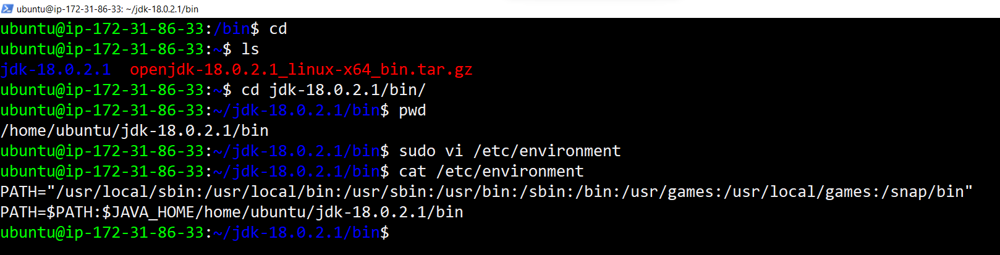 ubuntu@ip-172-31-86-33: ~/jdk-18.0.2.1/bin
ubuntu@ip-172-31-86-33:/bin$ cd
ubuntu@ip-172-31-86-33:~$ ls
jdk-18.0.2.1  openjdk-18.0.2.1_linux-x64_bin.tar.gz
ubuntu@ip-172-31-86-33:~$ cd jdk-18.0.2.1/bin/
ubuntu@ip-172-31-86-33:~/jdk-18.0.2.1/bin$ pwd
/home/ubuntu/jdk-18.0.2.1/bin
ubuntu@ip-172-31-86-33:~/jdk-18.0.2.1/bin$ sudo vi /etc/environment
ubuntu@ip-172-31-86-33:~/jdk-18.0.2.1/bin$ cat /etc/environment
PATH="/usr/local/sbin:/usr/local/bin:/usr/sbin:/usr/bin:/sbin:/bin:/usr/games:/usr/local/games:/snap/bin"
PATH=$PATH:$JAVA_HOME/home/ubuntu/jdk-18.0.2.1/bin
ubuntu@ip-172-31-86-33:~/jdk-18.0.2.1/bin$